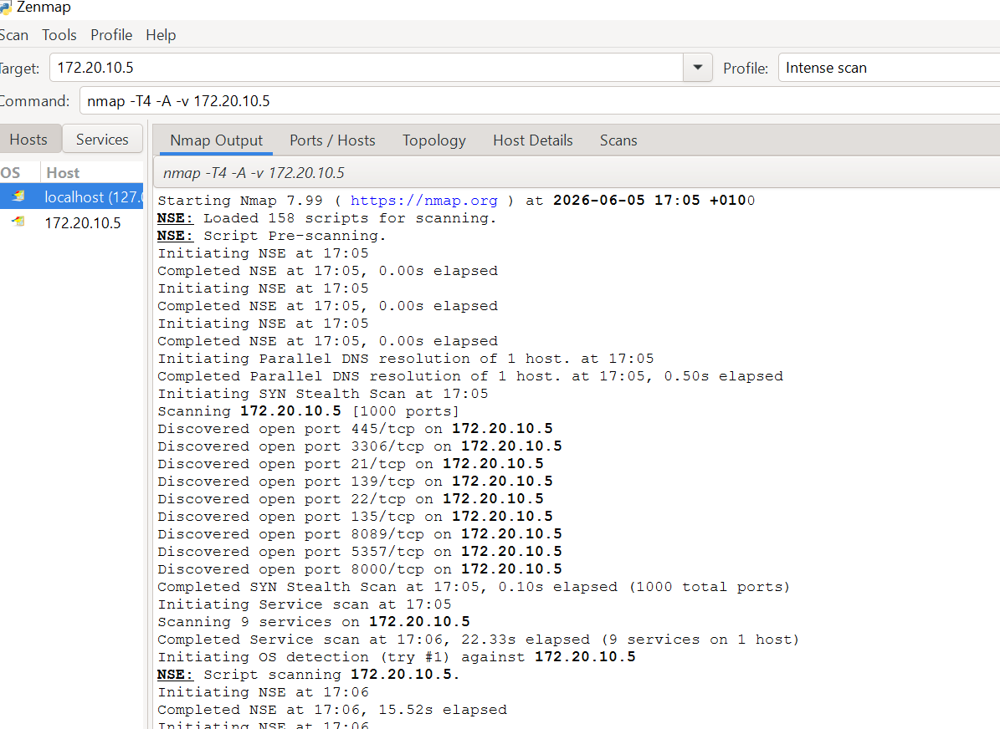 Zenmap
Scan Tools Profile Help
Target: 172.20.10.5 Profile: Intense scan
Command: nmap -T4 -A -v 172.20.10.5
Hosts Services
Nmap Output Ports / Hosts Topology Host Details Scans
OS Host
nmap -T4 -A -v 172.20.10.5
localhost (127.0
172.20.10.5
Starting Nmap 7.99 ( https://nmap.org ) at 2026-06-05 17:05 +0100
NSE: Loaded 158 scripts for scanning.
NSE: Script Pre-scanning.
Initiating NSE at 17:05
Completed NSE at 17:05, 0.00s elapsed
Initiating NSE at 17:05
Completed NSE at 17:05, 0.00s elapsed
Initiating NSE at 17:05
Completed NSE at 17:05, 0.00s elapsed
Initiating Parallel DNS resolution of 1 host. at 17:05
Completed Parallel DNS resolution of 1 host. at 17:05, 0.50s elapsed
Initiating SYN Stealth Scan at 17:05
Scanning 172.20.10.5 [1000 ports]
Discovered open port 445/tcp on 172.20.10.5
Discovered open port 3306/tcp on 172.20.10.5
Discovered open port 21/tcp on 172.20.10.5
Discovered open port 139/tcp on 172.20.10.5
Discovered open port 22/tcp on 172.20.10.5
Discovered open port 135/tcp on 172.20.10.5
Discovered open port 8089/tcp on 172.20.10.5
Discovered open port 5357/tcp on 172.20.10.5
Discovered open port 8000/tcp on 172.20.10.5
Completed SYN Stealth Scan at 17:05, 0.10s elapsed (1000 total ports)
Initiating Service scan at 17:05
Scanning 9 services on 172.20.10.5
Completed Service scan at 17:06, 22.33s elapsed (9 services on 1 host)
Initiating OS detection (try #1) against 172.20.10.5
NSE: Script scanning 172.20.10.5.
Initiating NSE at 17:06
Completed NSE at 17:06, 15.52s elapsed
Initiating NSE at 17:06